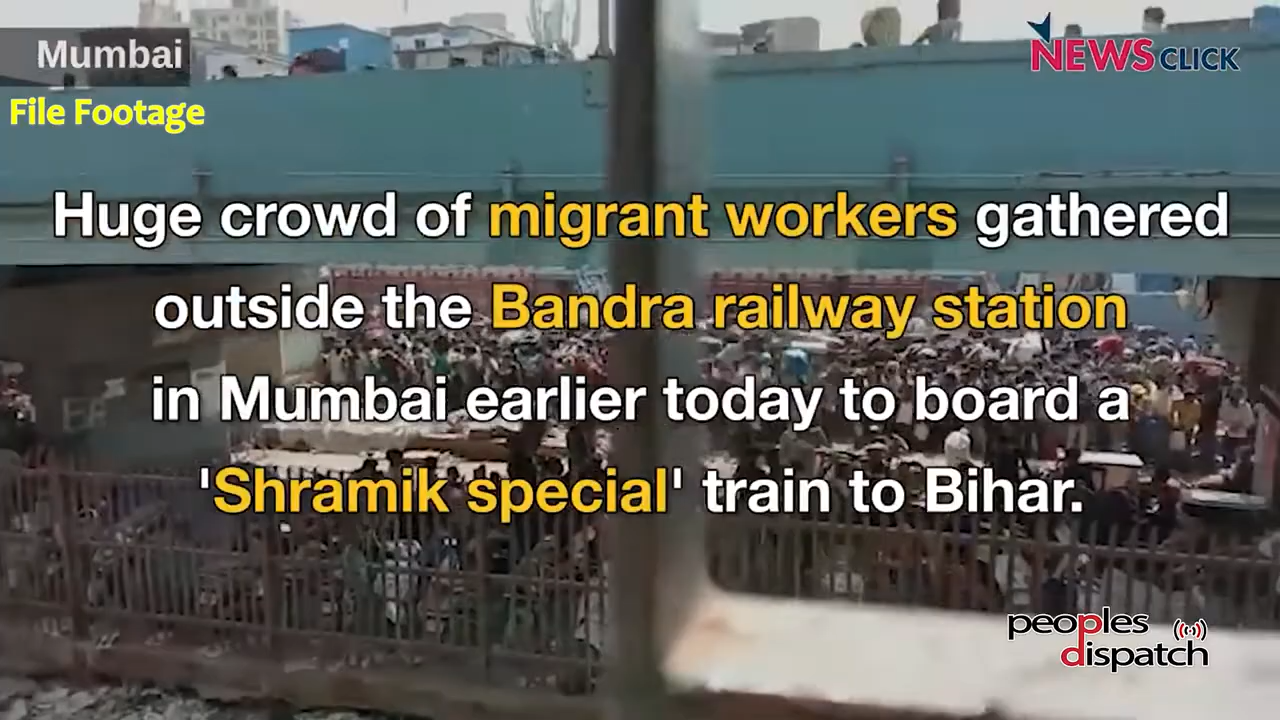 Mumbai
File Footage
NEWSCLICK
Huge crowd of migrant workers gathered
outside the Bandra railway station
in Mumbai earlier today to board a
'Shramik special' train to Bihar.
peoples
dispatch